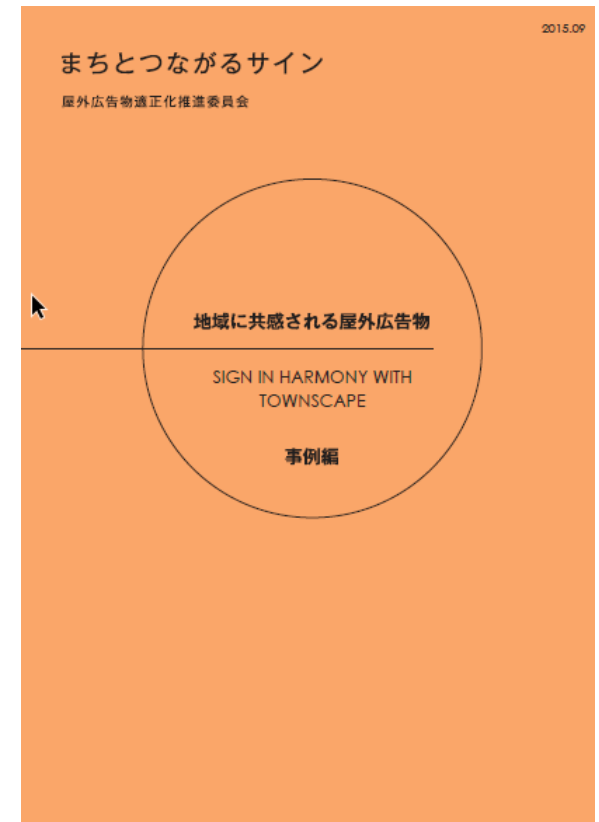 2015.09
まちとつながるサイン
屋外広告物適正化推進委員会
地域に共感される屋外広告物
SIGN IN HARMONY WITH
TOWNSCAPE
事例編